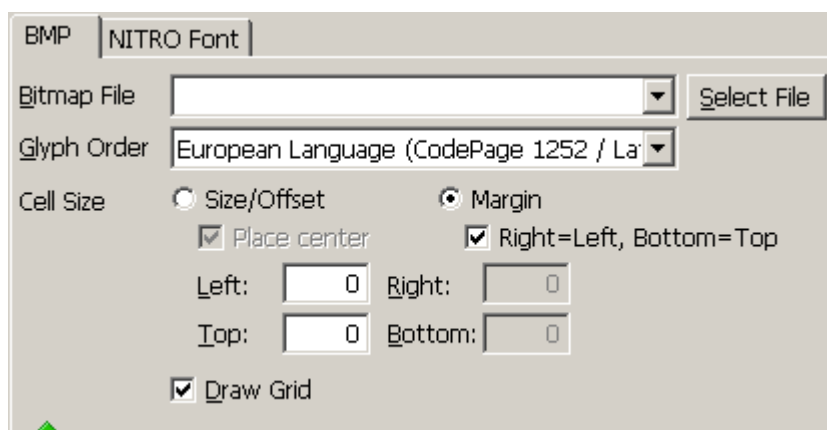 BMP NITRO Font
Bitmap File Select File
Glyph Order European Language (CodePage 1252 / La
Cell Size Size/Offset Margin
Place center Right=Left, Bottom=Top
Left: 0 Right: 0
Top: 0 Bottom: 0
Draw Grid